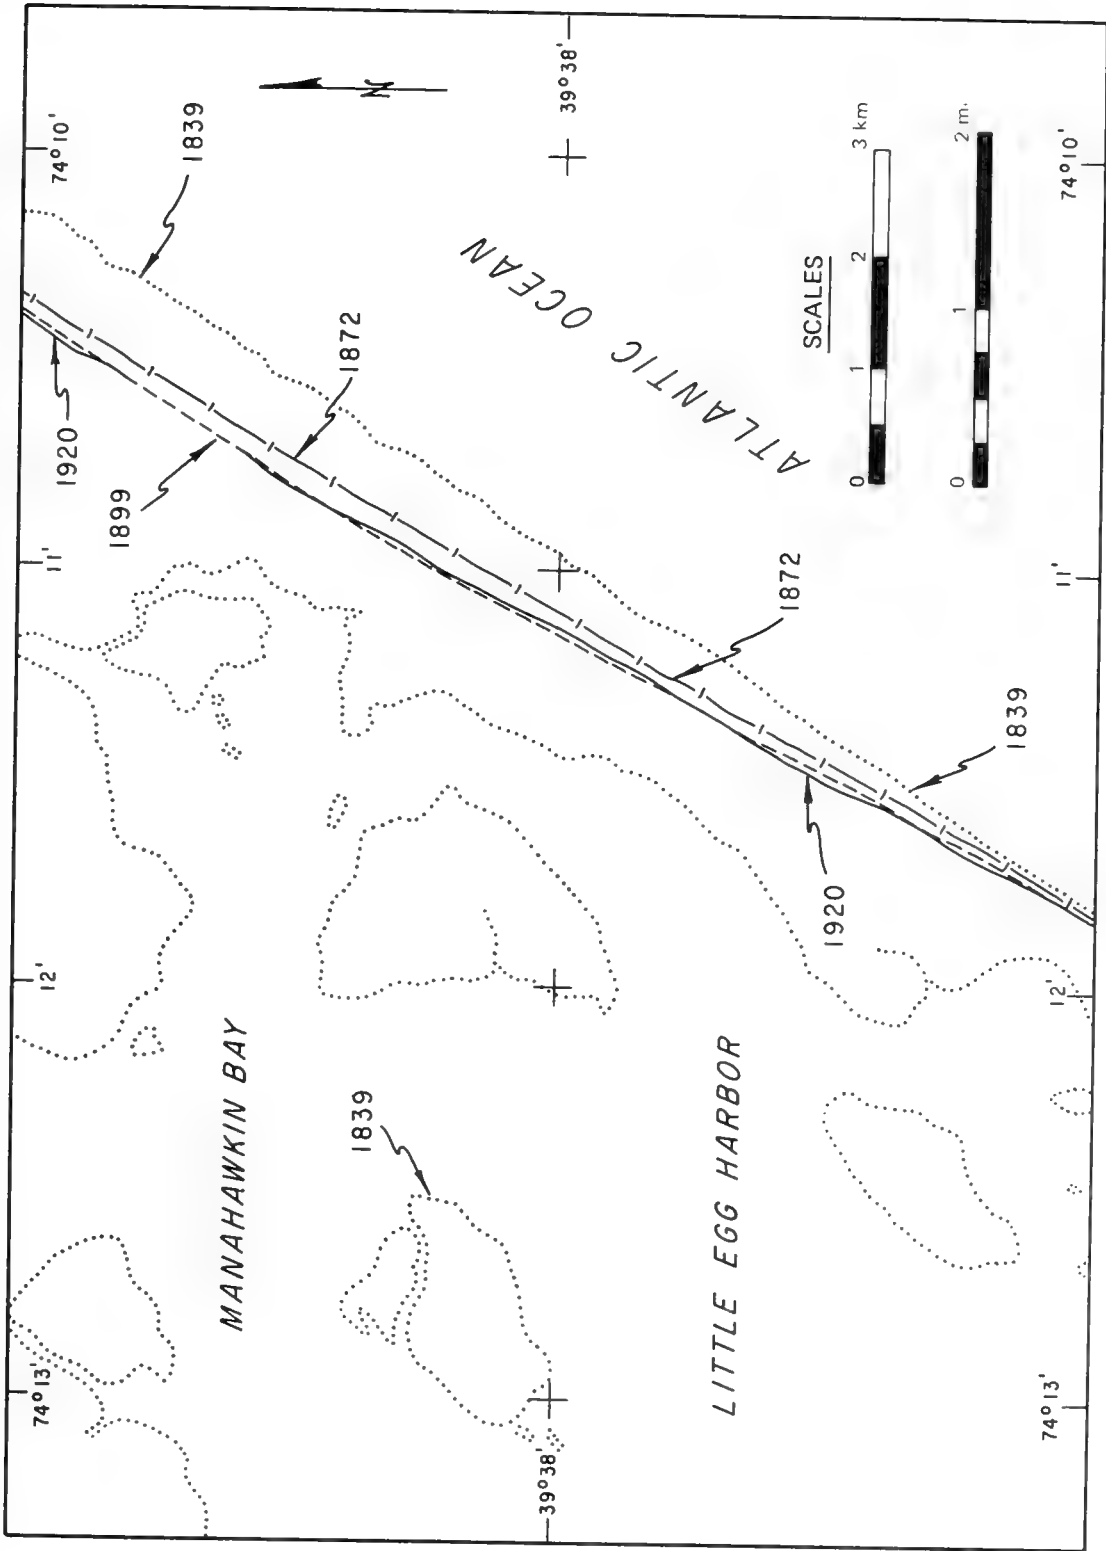 74°13'
12'
11'
74°10'
1920
1899
1839
1872
N
MANAHAWKIN BAY
1839
39°38'
39°38'
ATLANTIC OCEAN
LITTLE EGG HARBOR
1872
1920
1839
SCALES
0 1 2 3 km
0 1 2 m.
74°13'
12'
11'
74°10'